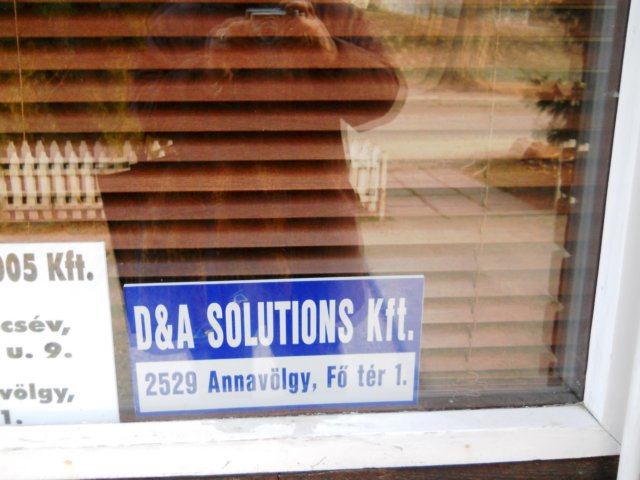 005 Kft.
csév,
u. 9.
völgy,
1.
D&A SOLUTIONS Kft.
2529 Annavölgy, Fő tér 1.